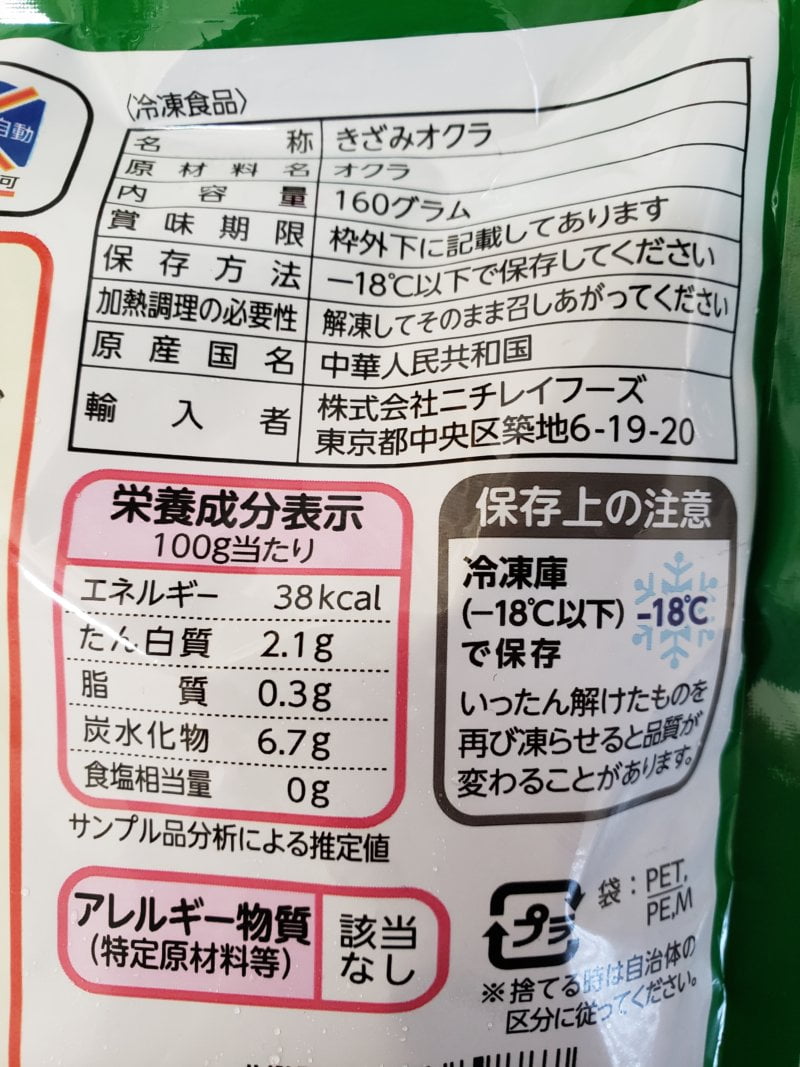 自動
可
〈冷凍食品〉
名称 きざみオクラ
原材料名 オクラ
内容量 160グラム
賞味期限 枠外下に記載してあります
保存方法 −18℃以下で保存してください
加熱調理の必要性 解凍してそのまま召しあがってください
原産国名 中華人民共和国
輸入者 株式会社ニチレイフーズ
東京都中央区築地6-19-20
栄養成分表示
100g当たり
エネルギー 38kcal
たん白質 2.1g
脂質 0.3g
炭水化物 6.7g
食塩相当量 0g
サンプル品分析による推定値
保存上の注意
冷凍庫
(−18℃以下)
で保存
-18℃
いったん解けたものを
再び凍らせると品質が
変わることがあります。
アレルギー物質
(特定原材料等)
該当
なし
プラ
袋:PET,
PE,M
※捨てる時は自治体の
区分に従ってください。